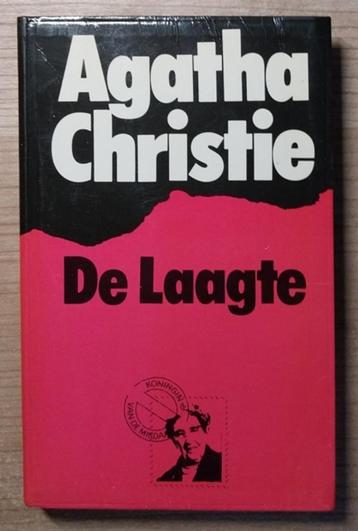 Agatha
Christie
De Laagte
KONINGIN
VAN DE MISDAAD